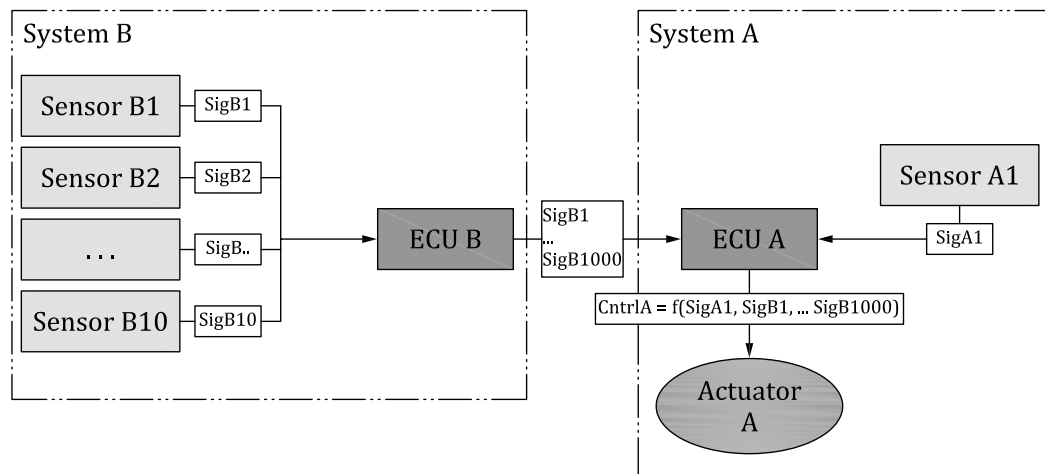 System B
Sensor B1
SigB1
Sensor B2
SigB2
...
SigB..
Sensor B10
SigB10
ECU B
SigB1
...
SigB1000
System A
Sensor A1
SigA1
ECU A
CntrlA = f(SigA1, SigB1, ... SigB1000)
Actuator
A